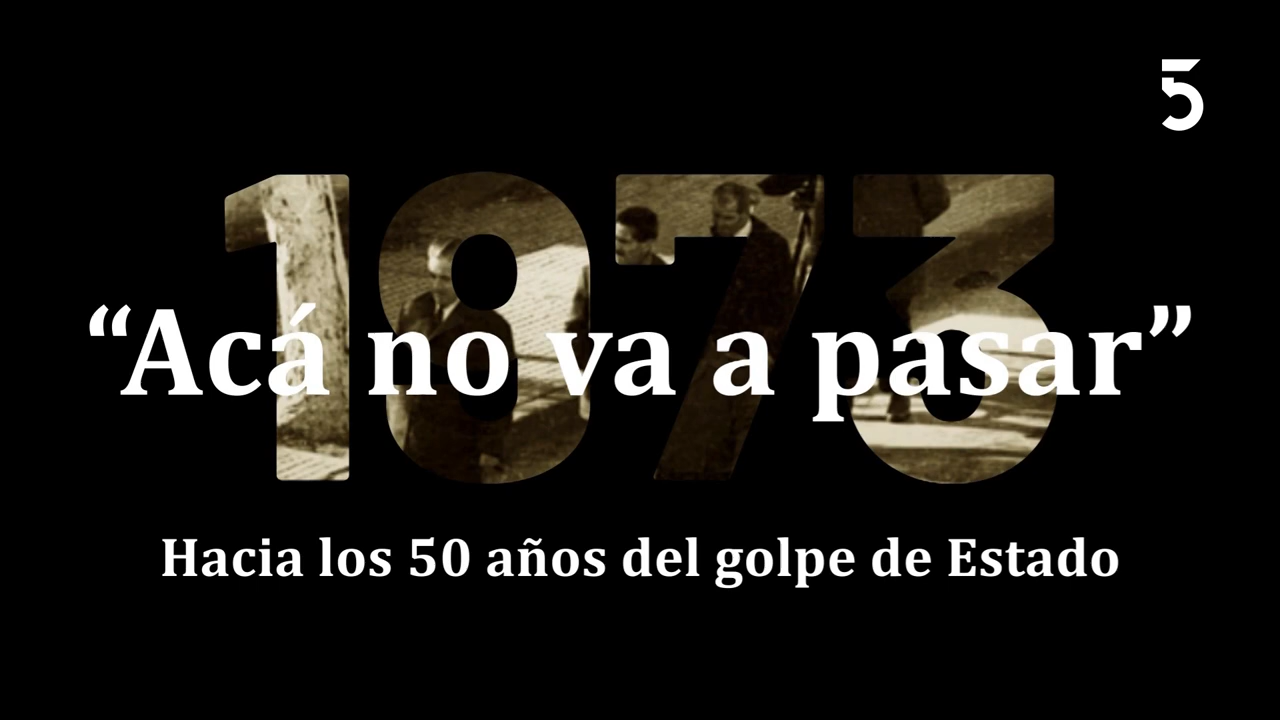 5
1973
“Acá no va a pasar”
Hacia los 50 años del golpe de Estado